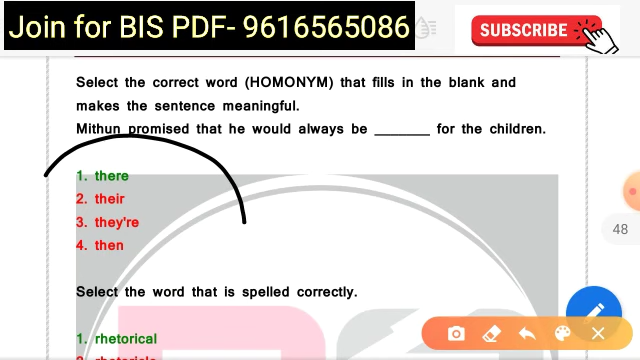 Join for BIS PDF- 9616565086
SUBSCRIBE
Select the correct word (HOMONYM) that fills in the blank and
makes the sentence meaningful.
Mithun promised that he would always be _______ for the children.
1. there
2. their
3. they're
4. then
48
Select the word that is spelled correctly.
1. rhetorical